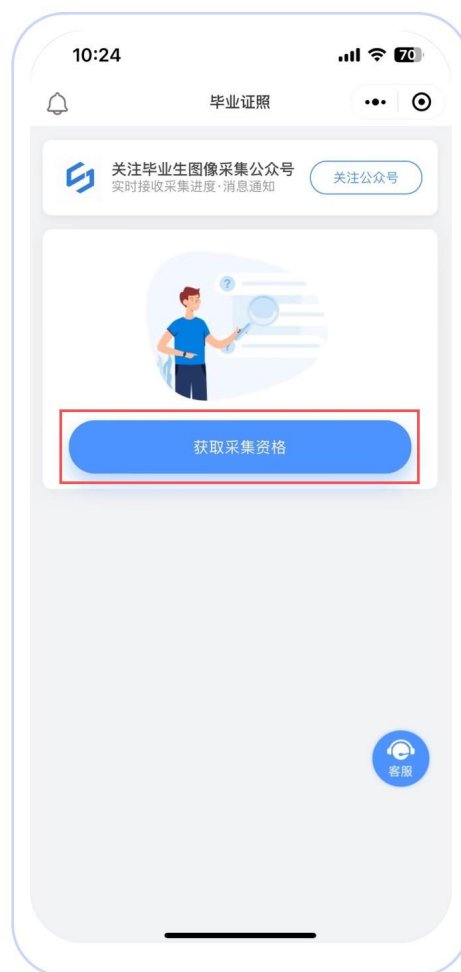 10:24
70
毕业证照
关注毕业生图像采集公众号
实时接收采集进度·消息通知
关注公众号
?
?
获取采集资格
客服